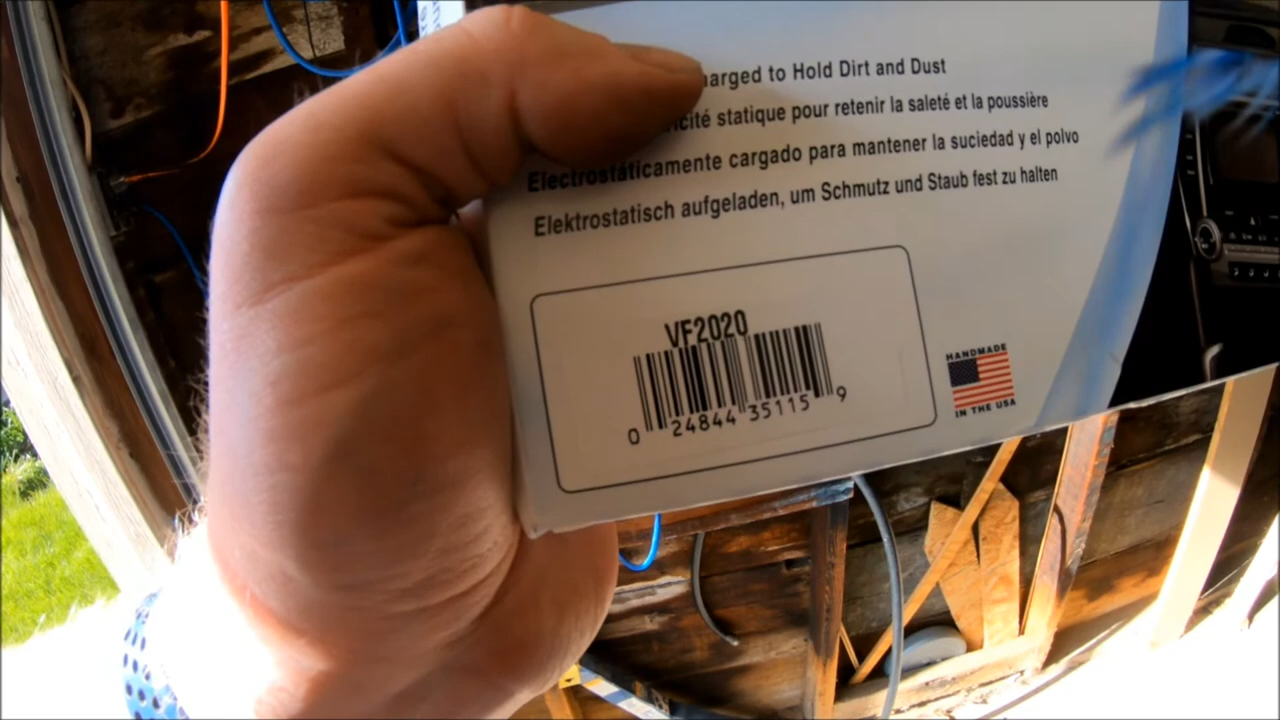 harged to Hold Dirt and Dust
icité statique pour retenir la saleté et la poussière
Electrostáticamente cargado para mantener la suciedad y el polvo
Elektrostatisch aufgeladen, um Schmutz und Staub fest zu halten
VF2020
0 24844 35115 9
HANDMADE
IN THE USA